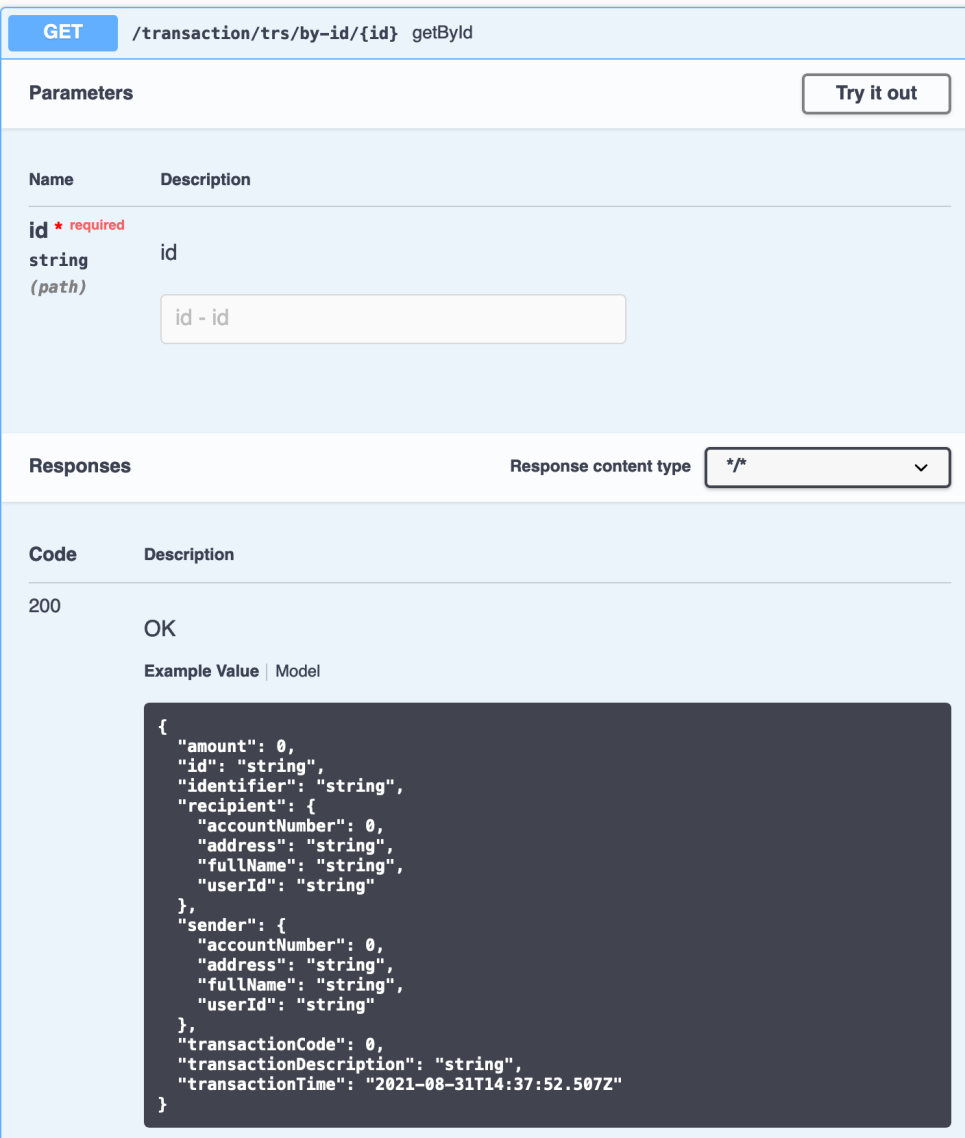 GET /transaction/trs/by-id/{id} getById
Parameters
Try it out
Name Description
id * required
string
(path)
id
id - id
Responses
Response content type */*
Code Description
200
OK
Example Value Model
{
  "amount": 0,
  "id": "string",
  "identifier": "string",
  "recipient": {
    "accountNumber": 0,
    "address": "string",
    "fullName": "string",
    "userId": "string"
  },
  "sender": {
    "accountNumber": 0,
    "address": "string",
    "fullName": "string",
    "userId": "string"
  },
  "transactionCode": 0,
  "transactionDescription": "string",
  "transactionTime": "2021-08-31T14:37:52.507Z"
}